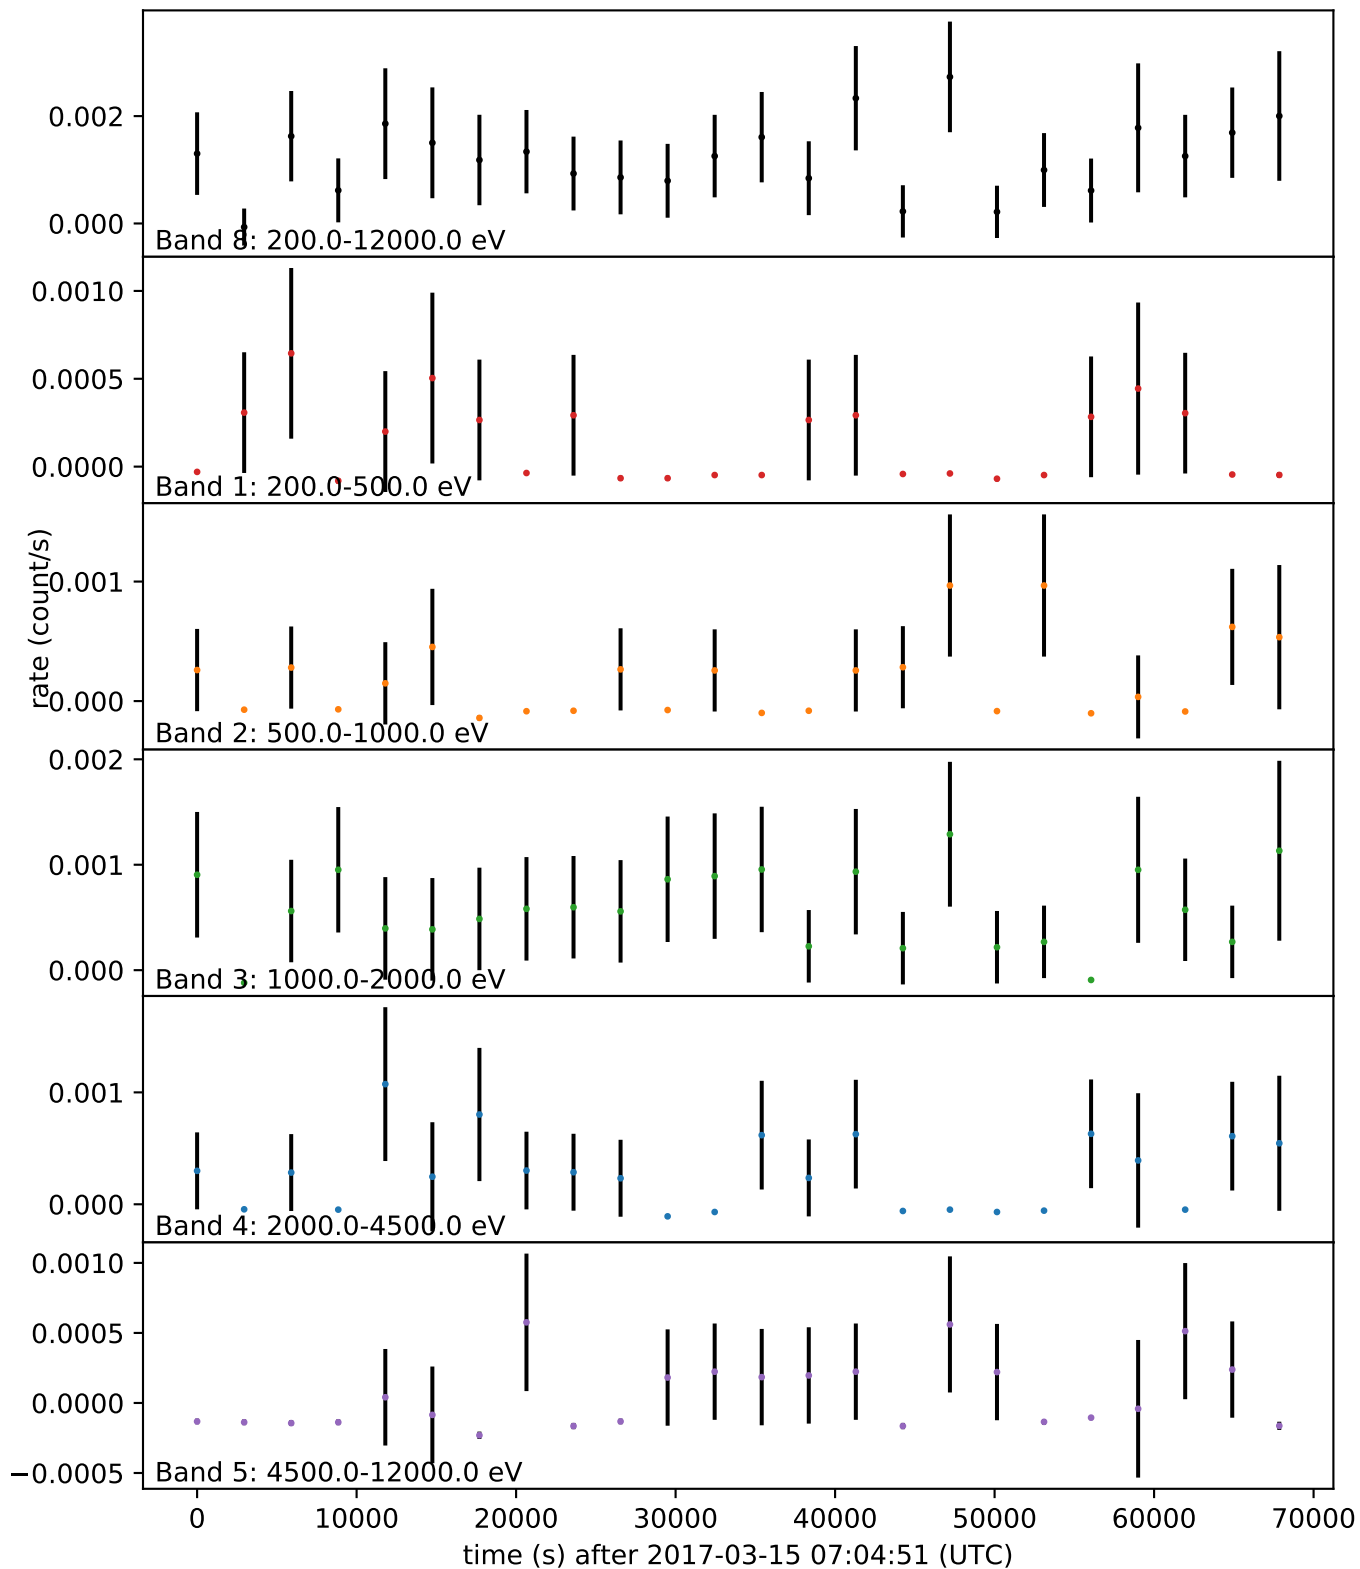 0.002
0.000
Band 8: 200.0-12000.0 eV
0.0010
0.0005
0.0000
Band 1: 200.0-500.0 eV
rate (count/s)
0.001
0.000
Band 2: 500.0-1000.0 eV
0.002
0.001
0.000
Band 3: 1000.0-2000.0 eV
0.001
0.000
Band 4: 2000.0-4500.0 eV
0.0010
0.0005
0.0000
−0.0005
Band 5: 4500.0-12000.0 eV
0 10000 20000 30000 40000 50000 60000 70000
time (s) after 2017-03-15 07:04:51 (UTC)